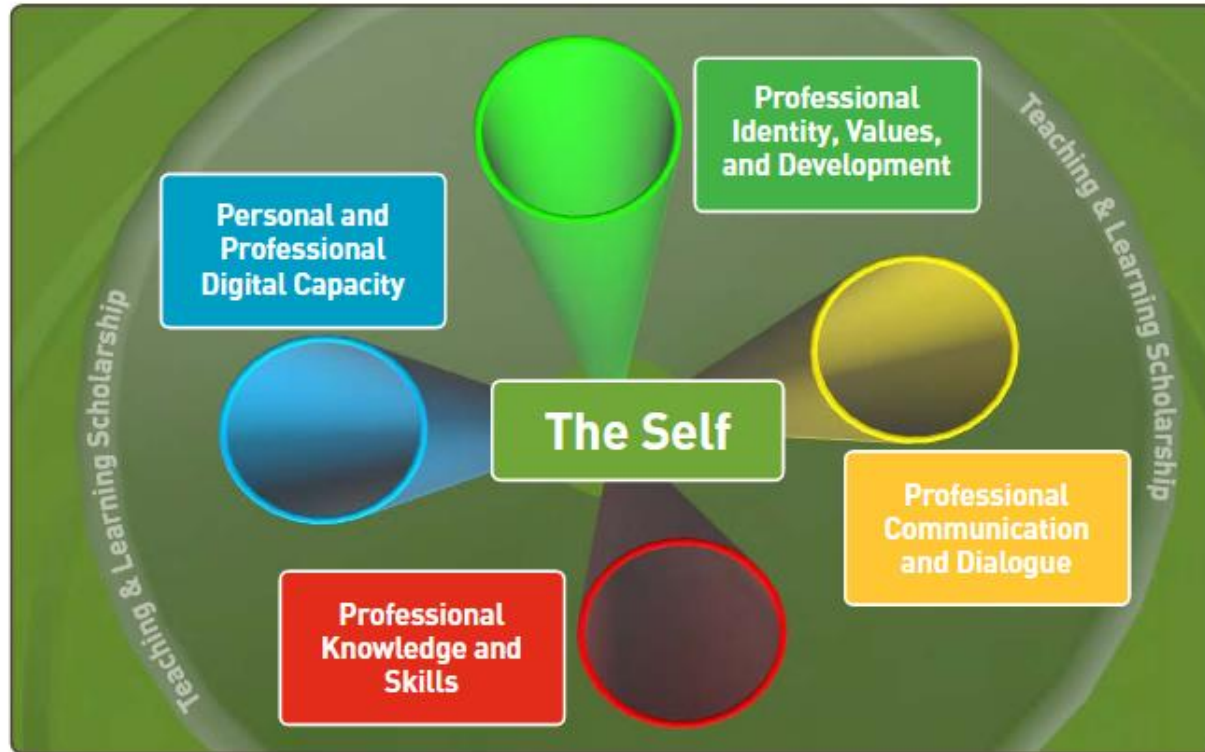 Professional
Identity, Values,
and Development
Teaching & Learning Scholarship
Personal and
Professional
Digital Capacity
The Self
Professional
Communication
and Dialogue
Teaching & Learning Scholarship
Professional
Knowledge and
Skills